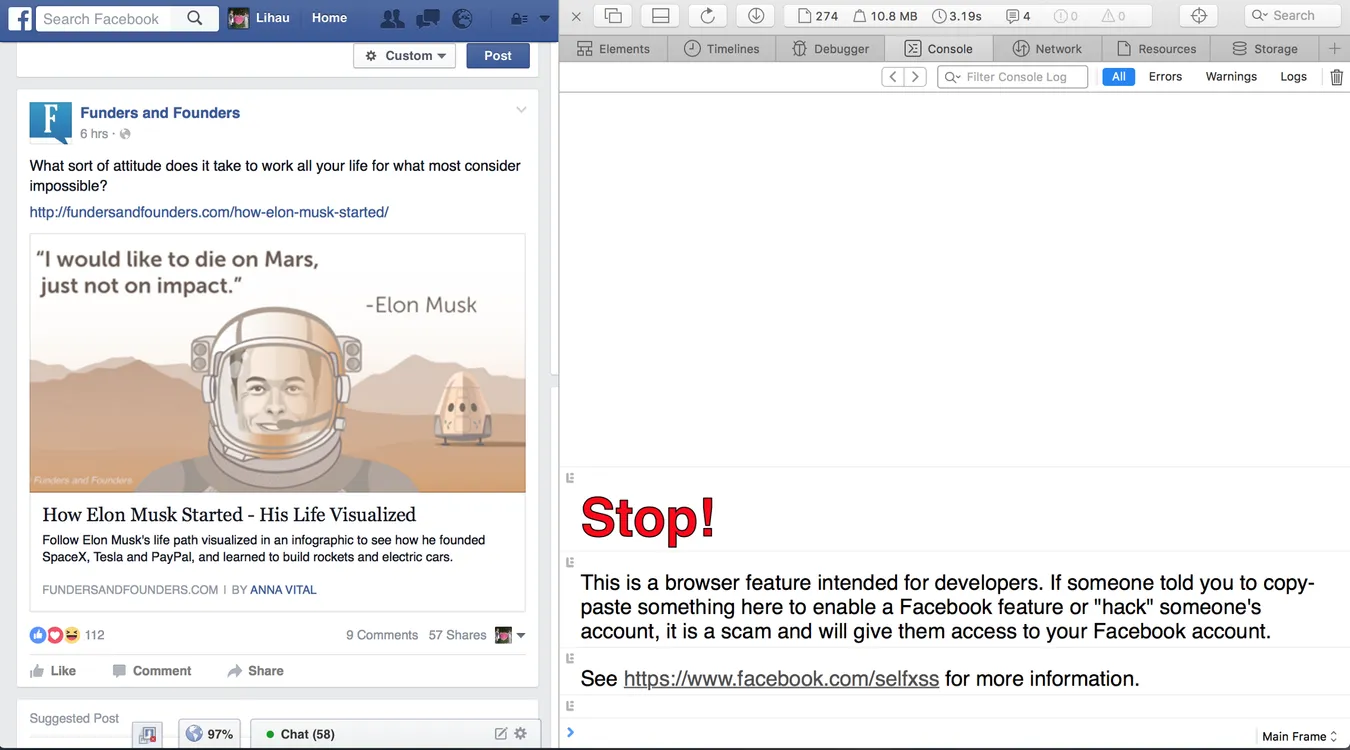 Search Facebook
Lihau
Home
Custom
Post
Funders and Founders
6 hrs ·
What sort of attitude does it take to work all your life for what most consider
impossible?
http://fundersandfounders.com/how-elon-musk-started/
“I would like to die on Mars,
just not on impact.”
-Elon Musk
Funders and Founders
How Elon Musk Started - His Life Visualized
Follow Elon Musk's life path visualized in an infographic to see how he founded
SpaceX, Tesla and PayPal, and learned to build rockets and electric cars.
FUNDERSANDFOUNDERS.COM | BY ANNA VITAL
112
9 Comments 57 Shares
Like Comment Share
Suggested Post
97%
Chat (58)
274 10.8 MB 3.19s 4 0 0
Search
Elements Timelines Debugger Console Network Resources Storage
Filter Console Log
All Errors Warnings Logs
Stop!
This is a browser feature intended for developers. If someone told you to copy-
paste something here to enable a Facebook feature or "hack" someone's
account, it is a scam and will give them access to your Facebook account.
See https://www.facebook.com/selfxss for more information.
Main Frame